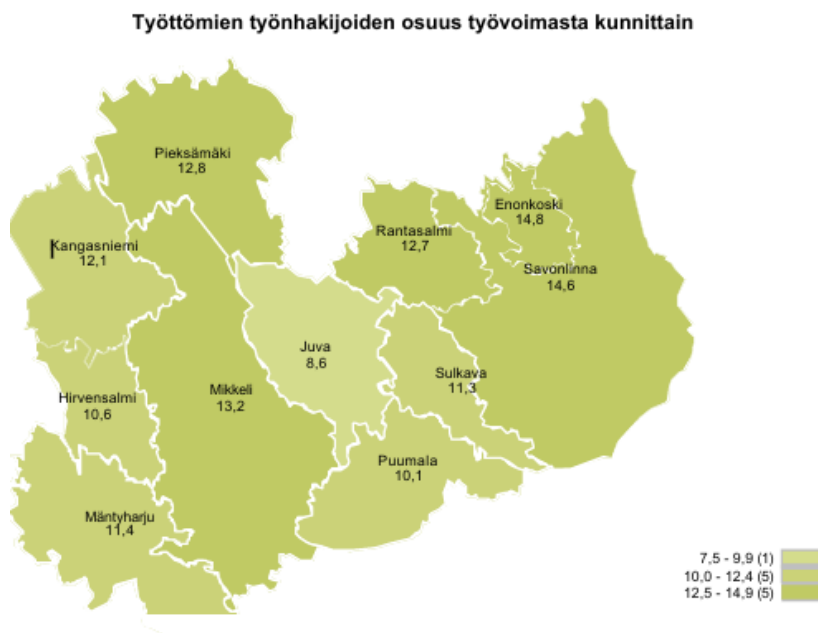 Työttömien työnhakijoiden osuus työvoimasta kunnittain
Pieksämäki
12,8
Enonkoski
14,8
Rantasalmi
12,7
Kangasniemi
12,1
Savonlinna
14,6
Juva
8,6
Sulkava
11,3
Mikkeli
13,2
Hirvensalmi
10,6
Puumala
10,1
Mäntyharju
11,4
7,5 - 9,9 (1)
10,0 - 12,4 (5)
12,5 - 14,9 (5)